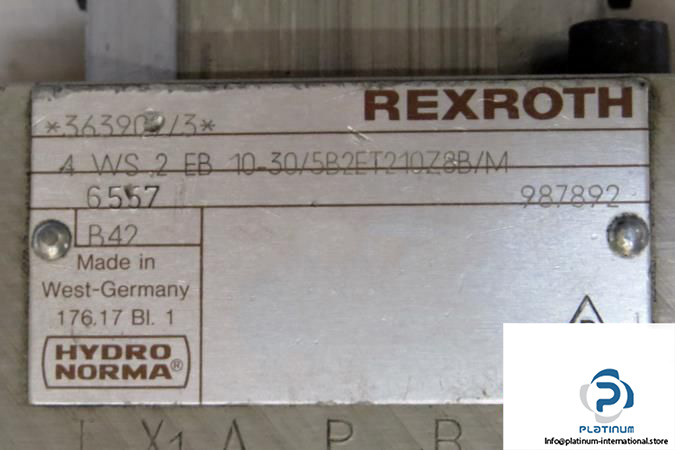 REXROTH
*363909/3*
4 WS 2 EB 10-30/5B2ET210Z8B/M
6557 987892
B42
Made in
West-Germany
176.17 Bl. 1
HYDRO
NORMA®
T X1 A P B
PLATINUM
Info@platinum-international.store